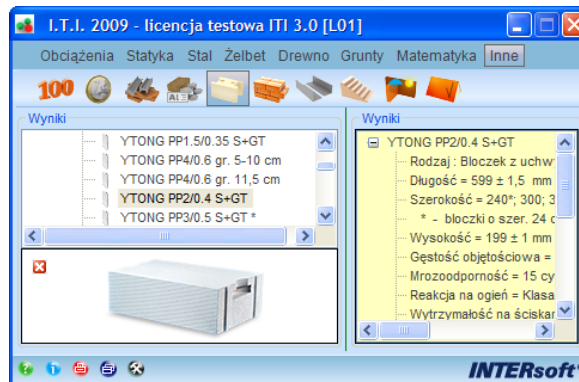 I.T.I. 2009 - licencja testowa ITI 3.0 [L01]
Obciążenia Statyka Stal Żelbet Drewno Grunty Matematyka Inne
100
Wyniki
YTONG PP1.5/0.35 S+GT
YTONG PP4/0.6 gr. 5-10 cm
YTONG PP4/0.6 gr. 11,5 cm
YTONG PP2/0.4 S+GT
YTONG PP3/0.5 S+GT *
Wyniki
YTONG PP2/0.4 S+GT
Rodzaj : Bloczek z uchw
Długość = 599 ± 1,5 mm
Szerokość = 240*; 300; 3
* - bloczki o szer. 24 c
Wysokość = 199 ± 1 mm
Gęstość objętościowa =
Mrozoodporność = 15 cy
Reakcja na ogień = Klasa
Wytrzymałość na ściskar
INTERsoft